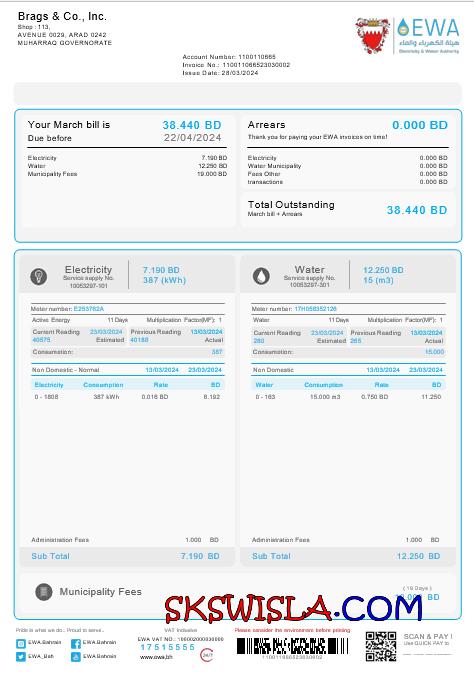 Brags & Co., Inc.
Shop :113,
AVENUE 0029, ARAD 0242
MUHARRAQ GOVERNORATE
EWA
هيئة الكهرباء والماء
Electricity & Water Authority
Account Number: 1100110665
Invoice No.: 110011066523030002
Issue Date: 28/03/2024
Your March bill is 38.440 BD
Due before 22/04/2024
Electricity 7.190 BD
Water 12.250 BD
Municipality Fees 19.000 BD
Arrears 0.000 BD
Thank you for paying your EWA invoices on time!
Electricity 0.000 BD
Water Municipality 0.000 BD
Fees Other 0.000 BD
transactions 0.000 BD
Total Outstanding
March bill + Arrears 38.440 BD
Electricity
Service supply No.
10053297-101
7.190 BD
387 (kWh)
Meter number: E253762A
Active Energy 11 Days Multiplication Factor(MF): 1
Current Reading 23/03/2024 Previous Reading 13/03/2024
40575 Estimated 40188 Actual
Consumption: 387
Non Domestic - Normal 13/03/2024 23/03/2024
Electricity Consumption Rate BD
0 - 1808 387 kWh 0.016 BD 6.192
Administration Fees 1.000 BD
Sub Total 7.190 BD
Water
Service supply No.
10053297-301
12.250 BD
15 (m3)
Meter number: 17H058352126
Water 11 Days Multiplication Factor(MF): 1
Current Reading 23/03/2024 Previous Reading 13/03/2024
280 Estimated 265 Actual
Consumption: 15.000
Non Domestic 13/03/2024 23/03/2024
Water Consumption Rate BD
0 - 163 15.000 m3 0.750 BD 11.250
Administration Fees 1.000 BD
Sub Total 12.250 BD
Municipality Fees
SKSWISLA.COM
Pride is what we do.. Proud to serve..
EWA.Bahrain
EWA.Bahrain
EWA_Bah
EWA.Bahrain
VAT Inclusive
EWA VAT NO.: 100002000930000
17515555
www.ewa.bh
24/7
Please consider the environment before printing
110011066523030002
SCAN & PAY !
Use QUICK PAY to